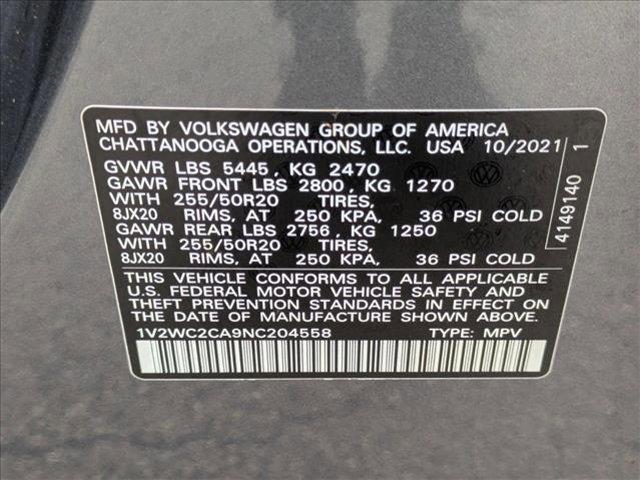 MFD BY VOLKSWAGEN GROUP OF AMERICA
CHATTANOOGA OPERATIONS, LLC. USA 10/2021
GVWR LBS 5445, KG 2470
GAWR FRONT LBS 2800, KG 1270
WITH 255/50R20 TIRES,
8JX20 RIMS, AT 250 KPA, 36 PSI COLD
GAWR REAR LBS 2756, KG 1250
WITH 255/50R20 TIRES,
8JX20 RIMS, AT 250 KPA, 36 PSI COLD
THIS VEHICLE CONFORMS TO ALL APPLICABLE
U.S. FEDERAL MOTOR VEHICLE SAFETY AND
THEFT PREVENTION STANDARDS IN EFFECT ON
THE DATE OF MANUFACTURE SHOWN ABOVE.
1V2WC2CA9NC204558 TYPE: MPV
4149140 1